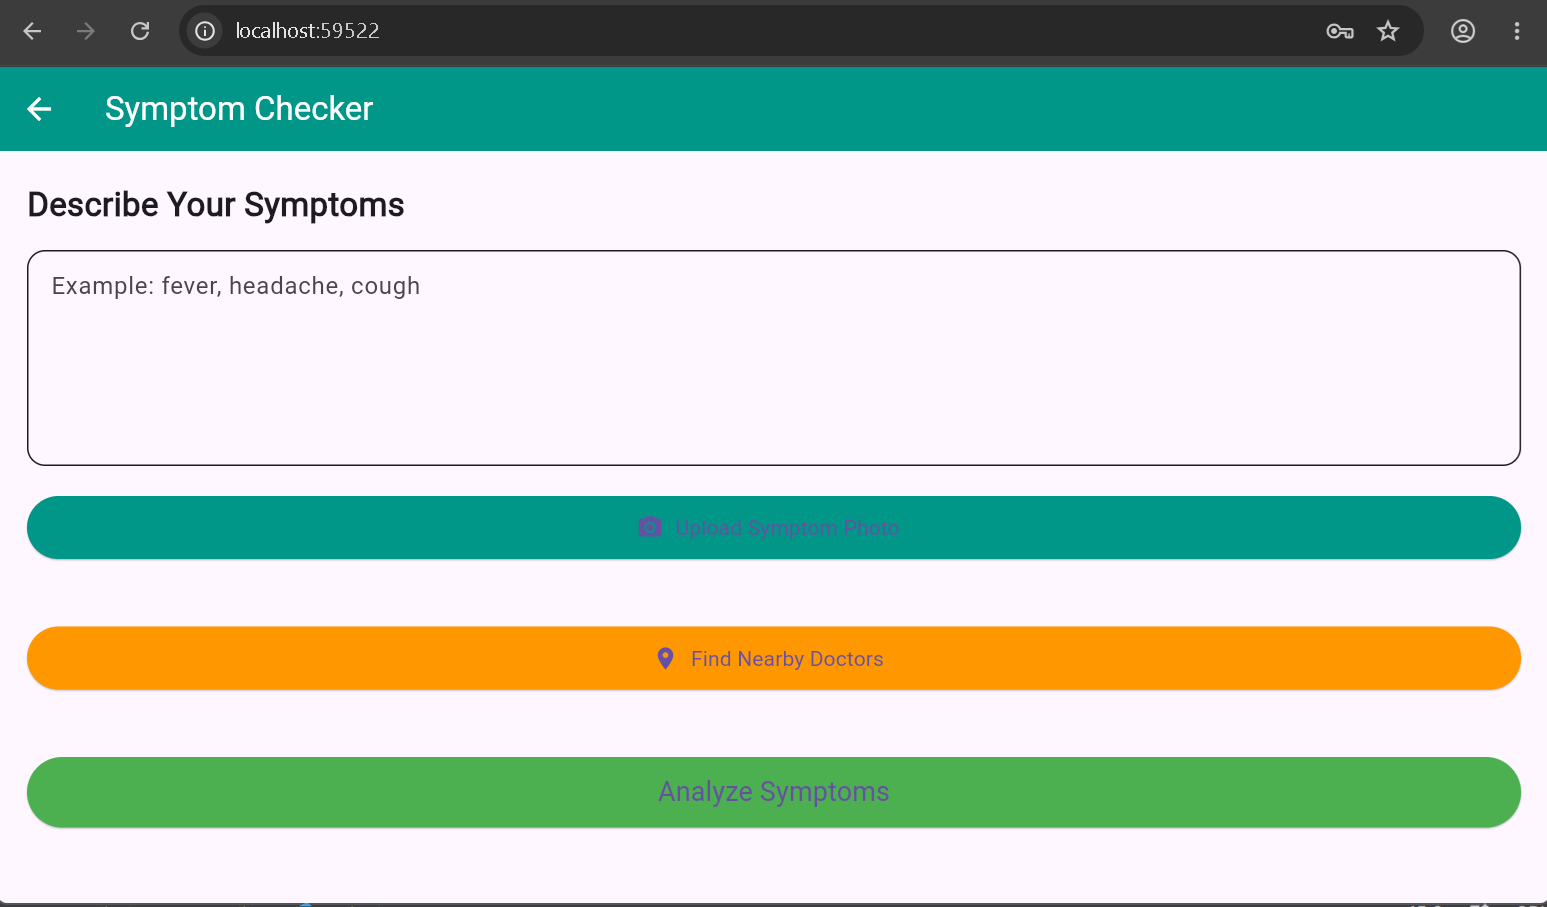 localhost:59522
Symptom Checker
Describe Your Symptoms
Example: fever, headache, cough
Upload Symptom Photo
Find Nearby Doctors
Analyze Symptoms